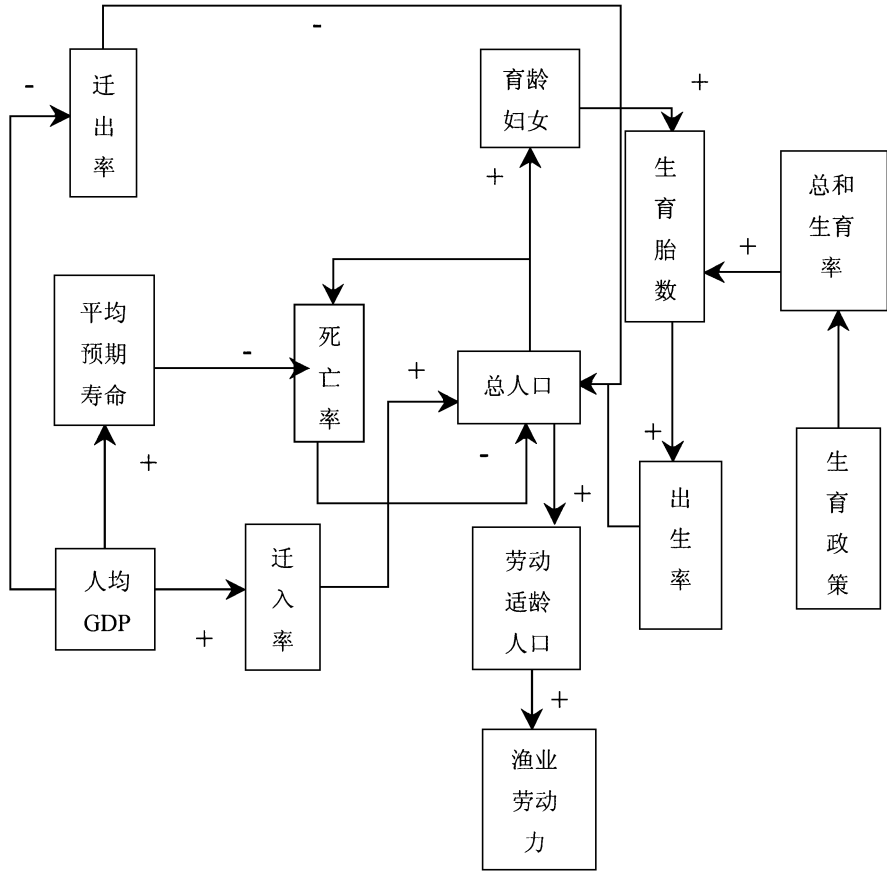 -
迁
出
率
-
育龄
妇女
+
生
育
胎
数
总和
生育
率
+
+
平均
预期
寿命
-
死
亡
率
+
总人口
-
+
+
+
出
生
率
生
育
政
策
人均
GDP
+
迁
入
率
劳动
适龄
人口
+
渔业
劳动
力